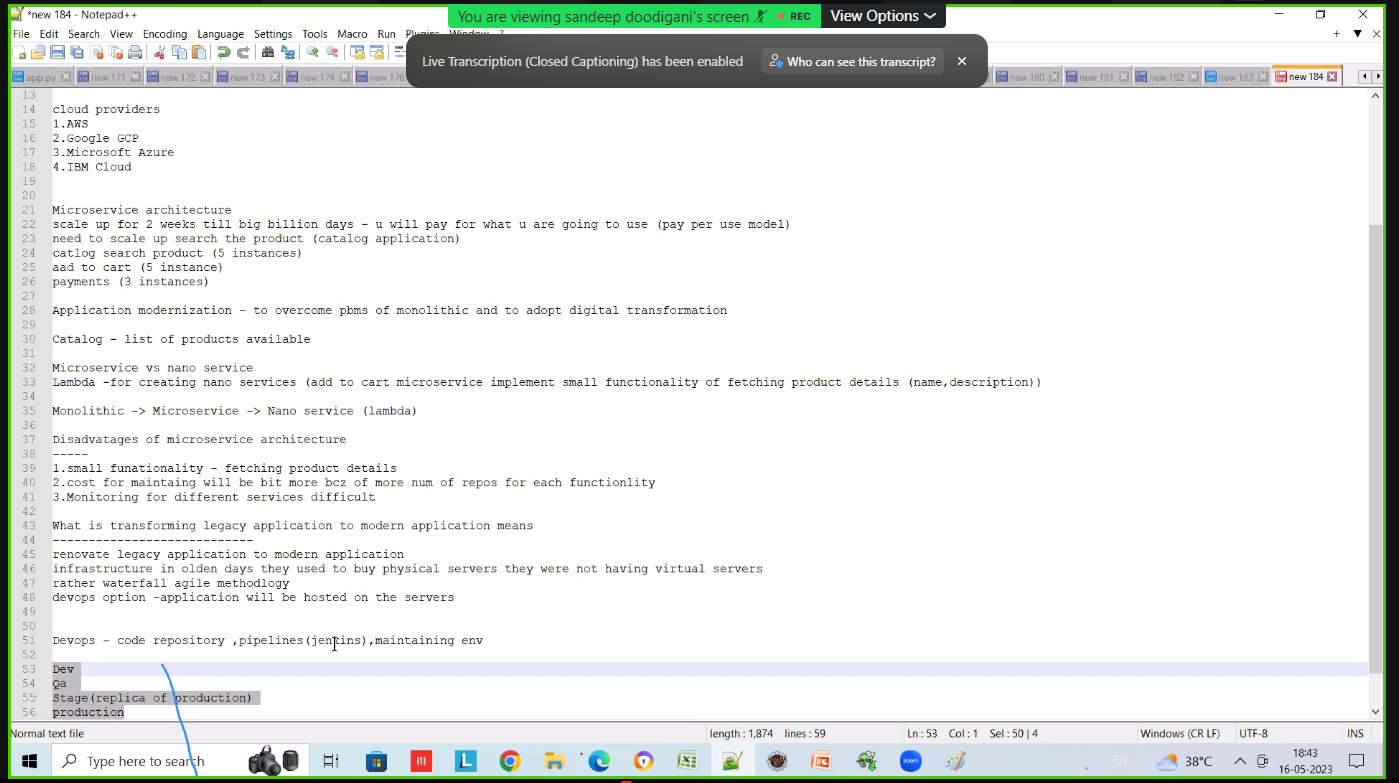 *new 184 - Notepad++
You are viewing sandeep doodigani's screen
REC
View Options
File Edit Search View Encoding Language Settings Tools Macro Run Plugins Window ?
Live Transcription (Closed Captioning) has been enabled
Who can see this transcript?
app.py new 171 new 172 new 173 new 174 new 176 new 180 new 181 new 182 new 183 new 184
13
14 cloud providers
15 1.AWS
16 2.Google GCP
17 3.Microsoft Azure
18 4.IBM Cloud
19
20
21 Microservice architecture
22 scale up for 2 weeks till big billion days - u will pay for what u are going to use (pay per use model)
23 need to scale up search the product (catalog application)
24 catlog search product (5 instances)
25 aad to cart (5 instance)
26 payments (3 instances)
27
28 Application modernization - to overcome pbms of monolithic and to adopt digital transformation
29
30 Catalog - list of products available
31
32 Microservice vs nano service
33 Lambda -for creating nano services (add to cart microservice implement small functionality of fetching product details (name,description))
34
35 Monolithic -> Microservice -> Nano service (lambda)
36
37 Disadvatages of microservice architecture
38 -----
39 1.small funationality - fetching product details
40 2.cost for maintaing will be bit more bcz of more num of repos for each functionlity
41 3.Monitoring for different services difficult
42
43 What is transforming legacy application to modern application means
44 ----------------------------
45 renovate legacy application to modern application
46 infrastructure in olden days they used to buy physical servers they were not having virtual servers
47 rather waterfall agile methodlogy
48 devops option -application will be hosted on the servers
49
50
51 Devops - code repository ,pipelines(jenkins),maintaining env
52
53 Dev
54 Qa
55 Stage(replica of production)
56 production
Normal text file length : 1,874 lines : 59 Ln : 53 Col : 1 Sel : 50 | 4 Windows (CR LF) UTF-8 INS
Type here to search
zoom
38°C
EN
18:43
16-05-2023